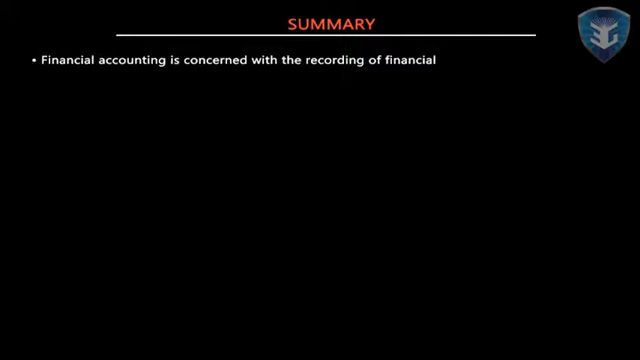 SUMMARY
• Financial accounting is concerned with the recording of financial